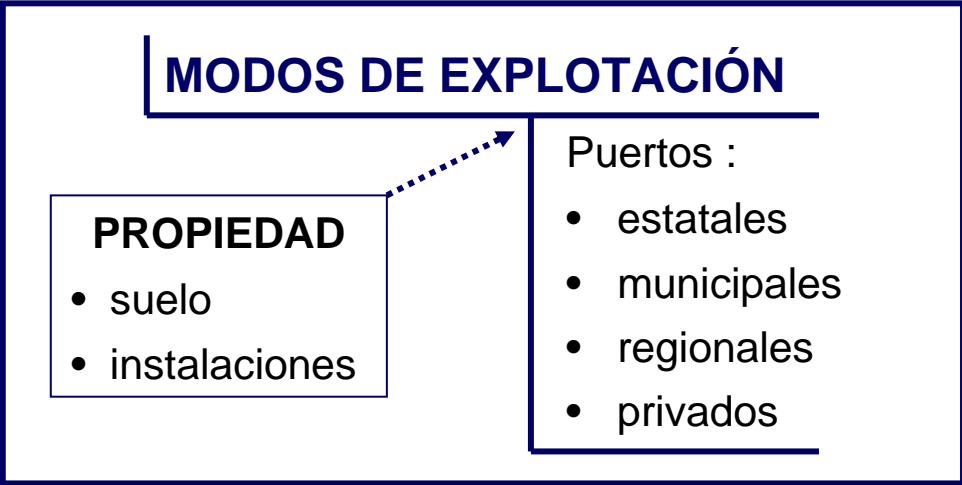 MODOS DE EXPLOTACIÓN
PROPIEDAD
• suelo
• instalaciones
Puertos :
• estatales
• municipales
• regionales
• privados